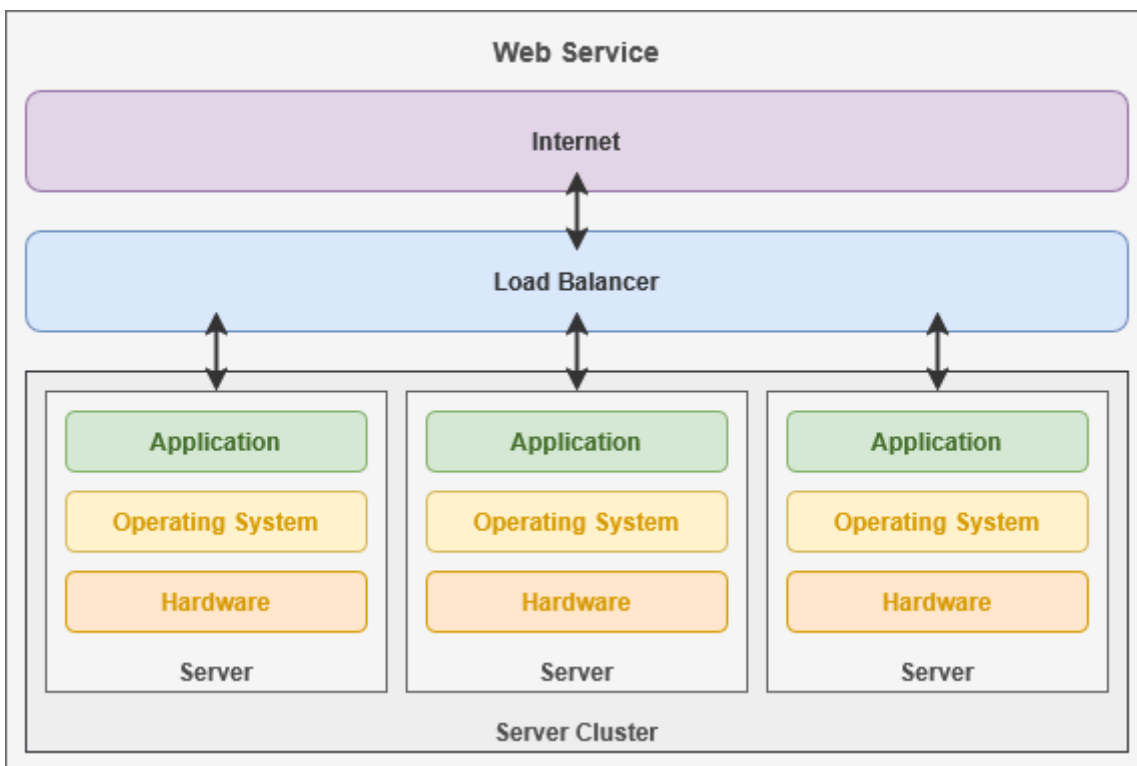 Web Service
Internet
Load Balancer
Application
Application
Application
Operating System
Operating System
Operating System
Hardware
Hardware
Hardware
Server
Server
Server
Server Cluster